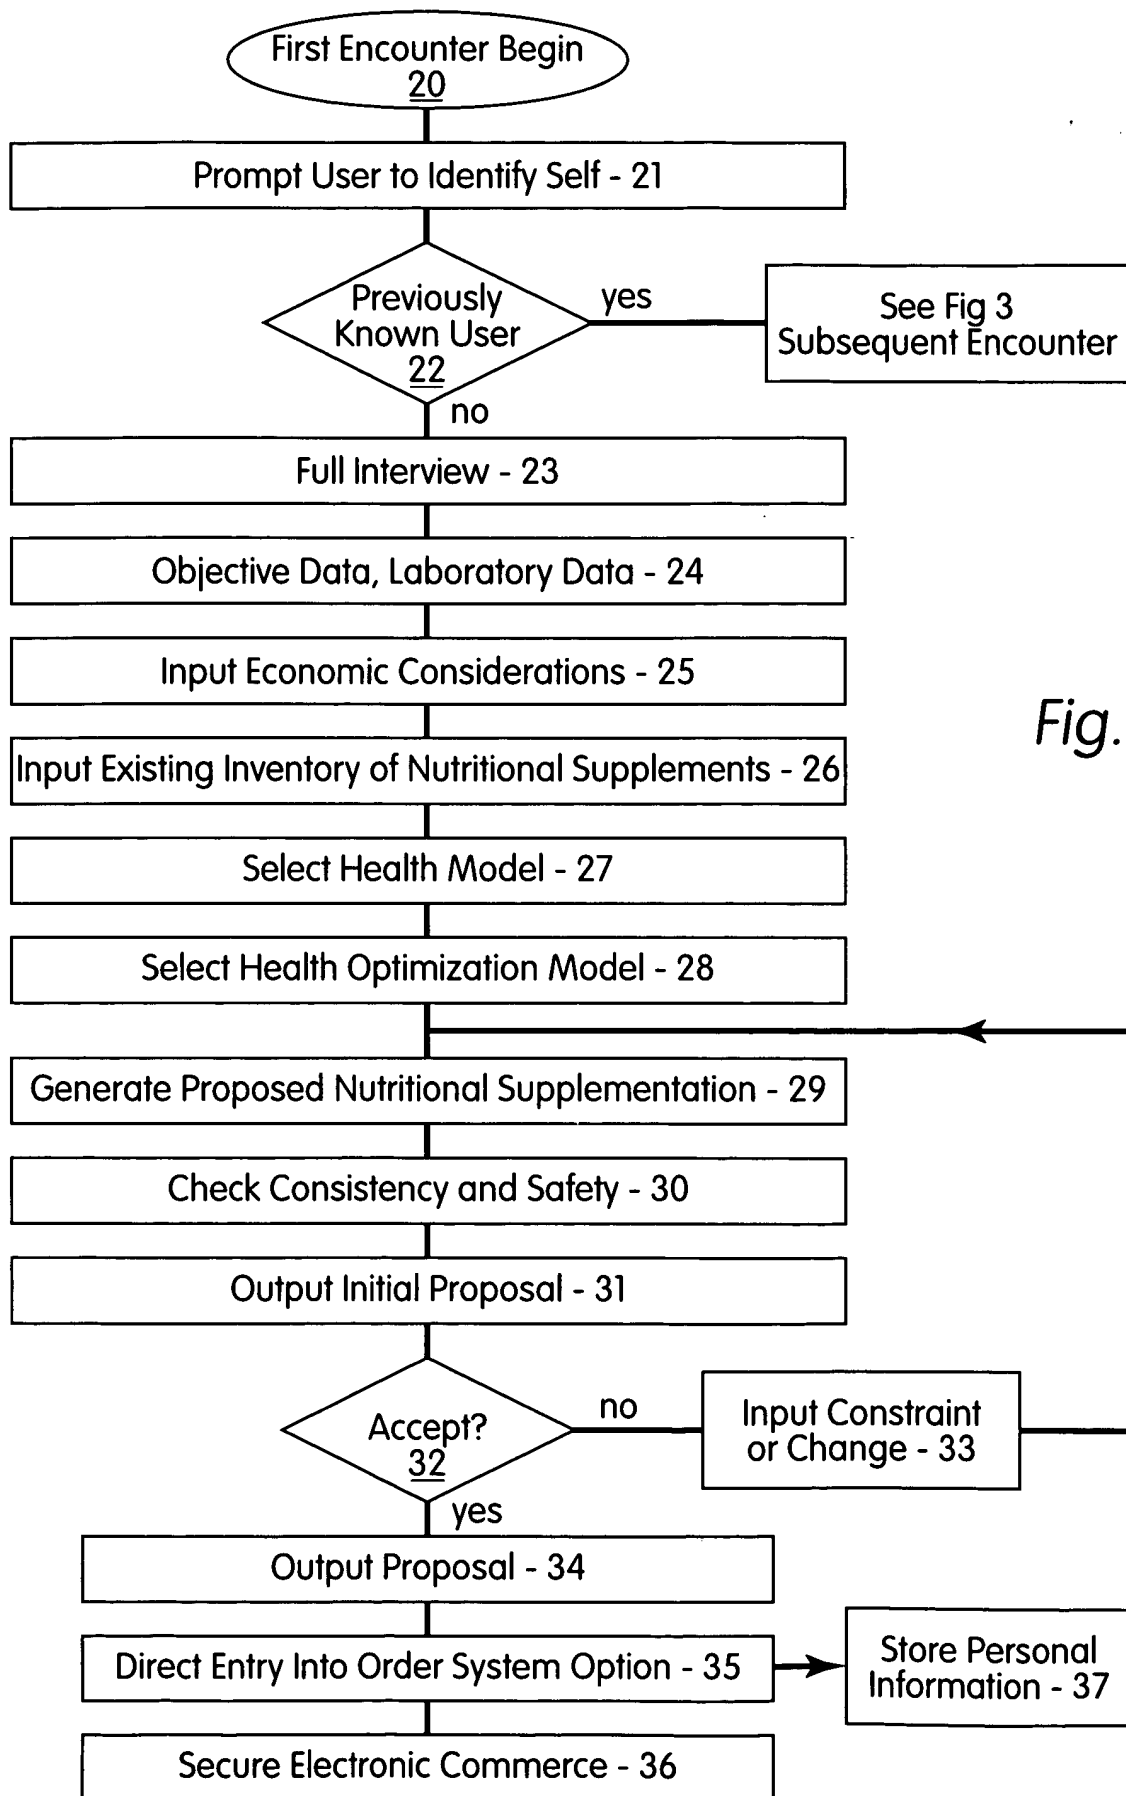 First Encounter Begin
20
Prompt User to Identify Self - 21
Previously
Known User
22
yes
See Fig 3
Subsequent Encounter
no
Full Interview - 23
Objective Data, Laboratory Data - 24
Input Economic Considerations - 25
Fig.
Input Existing Inventory of Nutritional Supplements - 26
Select Health Model - 27
Select Health Optimization Model - 28
Generate Proposed Nutritional Supplementation - 29
Check Consistency and Safety - 30
Output Initial Proposal - 31
Accept?
32
no
Input Constraint
or Change - 33
yes
Output Proposal - 34
Direct Entry Into Order System Option - 35
Store Personal
Information - 37
Secure Electronic Commerce - 36